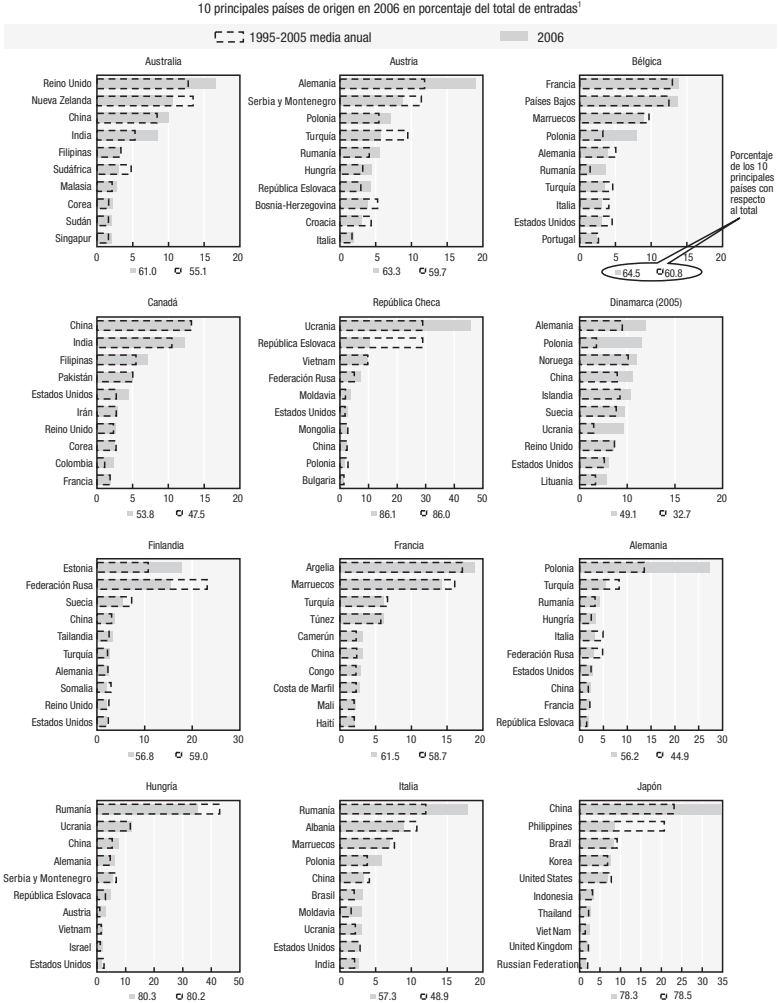 10 principales países de origen en 2006 en porcentaje del total de entradas¹
1995-2005 media anual 2006
Australia
Reino Unido
Nueva Zelanda
China
India
Filipinas
Sudáfrica
Malasia
Corea
Sudán
Singapur
0 5 10 15 20
61.0 55.1
Austria
Alemania
Serbia y Montenegro
Polonia
Turquía
Rumanía
Hungría
República Eslovaca
Bosnia-Herzegovina
Croacia
Italia
0 5 10 15 20
63.3 59.7
Bélgica
Francia
Países Bajos
Marruecos
Polonia
Alemania
Rumanía
Turquía
Italia
Estados Unidos
Portugal
0 5 10 15 20
64.5 60.8
Porcentaje
de los 10
principales
países con
respecto
al total
Canadá
China
India
Filipinas
Pakistán
Estados Unidos
Irán
Reino Unido
Corea
Colombia
Francia
0 5 10 15 20
53.8 47.5
República Checa
Ucrania
República Eslovaca
Vietnam
Federación Rusa
Moldavia
Estados Unidos
Mongolia
China
Polonia
Bulgaria
0 10 20 30 40 50
86.1 86.0
Dinamarca (2005)
Alemania
Polonia
Noruega
China
Islandia
Suecia
Ucrania
Reino Unido
Estados Unidos
Lituania
0 10 15 20
49.1 32.7
Finlandia
Estonia
Federación Rusa
Suecia
China
Tailandia
Turquía
Alemania
Somalia
Reino Unido
Estados Unidos
0 10 20 30
56.8 59.0
Francia
Argelia
Marruecos
Turquía
Túnez
Camerún
China
Congo
Costa de Marfil
Mali
Haití
0 5 10 15 20
61.5 58.7
Alemania
Polonia
Turquía
Rumanía
Hungría
Italia
Federación Rusa
Estados Unidos
China
Francia
República Eslovaca
0 5 10 15 20 25 30
56.2 44.9
Hungría
Rumanía
Ucrania
China
Alemania
Serbia y Montenegro
República Eslovaca
Austria
Vietnam
Israel
Estados Unidos
0 10 20 30 40 50
80.3 80.2
Italia
Rumanía
Albania
Marruecos
Polonia
China
Brasil
Moldavia
Ucrania
Estados Unidos
India
0 5 10 15 20
57.3 48.9
Japón
China
Philippines
Brazil
Korea
United States
Indonesia
Thailand
Viet Nam
United Kingdom
Russian Federation
0 5 10 15 20 25 30 35
78.3 78.5